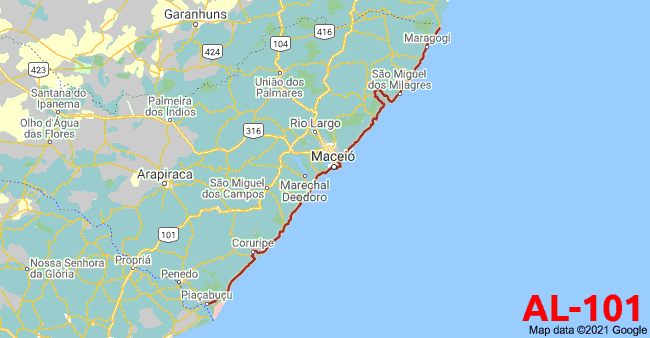 Garanhuns
416
Maragogi
104
424
423
São Miguel
dos Milagres
União dos
Palmares
Santana do
Ipanema
Palmeira
dos Índios
Olho d'Água
das Flores
316
Rio Largo
Maceió
Arapiraca
São Miguel
dos Campos
Marechal
Deodoro
101
Coruripe
Nossa Senhora
da Glória
Propriá
Penedo
Piaçabuçu
AL-101
Map data ©2021 Google